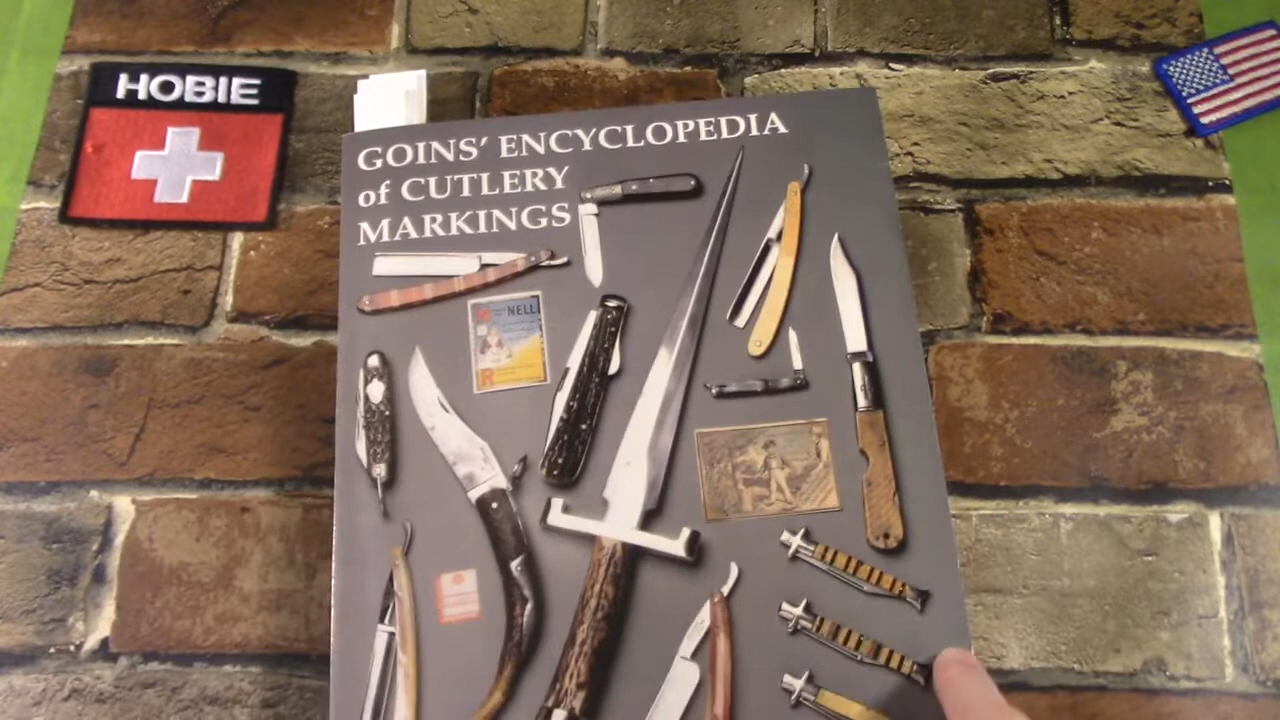 HOBIE
GOINS' ENCYCLOPEDIA
of CUTLERY
MARKINGS
NELL
R